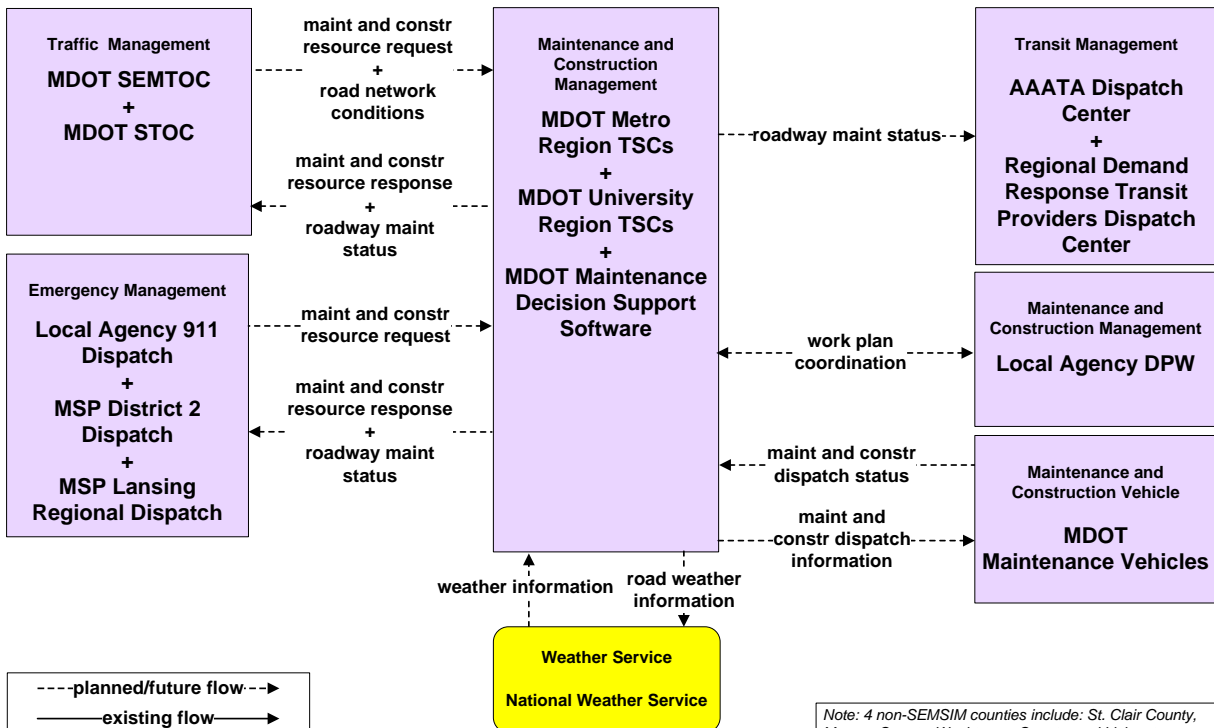 Traffic Management
MDOT SEMTOC
+
MDOT STOC
maint and constr
resource request
+
road network
conditions
maint and constr
resource response
+
roadway maint
status
Emergency Management
Local Agency 911
Dispatch
+
MSP District 2
Dispatch
+
MSP Lansing
Regional Dispatch
maint and constr
resource request
maint and constr
resource response
+
roadway maint
status
Maintenance and
Construction
Management
MDOT Metro
Region TSCs
+
MDOT University
Region TSCs
+
MDOT Maintenance
Decision Support
Software
roadway maint status
Transit Management
AAATA Dispatch
Center
+
Regional Demand
Response Transit
Providers Dispatch
Center
work plan
coordination
Maintenance and
Construction Management
Local Agency DPW
maint and constr
dispatch status
maint and
constr dispatch
information
Maintenance and
Construction Vehicle
MDOT
Maintenance Vehicles
weather information
road weather
information
Weather Service
National Weather Service
planned/future flow
existing flow
Note: 4 non-SEMSIM counties include: St. Clair County,